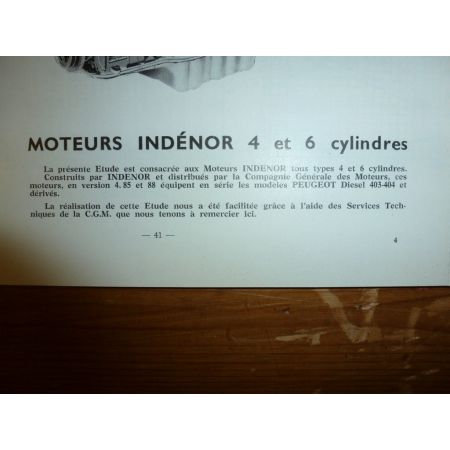 MOTEURS INDÉNOR 4 et 6 cylindres
La présente Etude est consacrée aux Moteurs INDENOR tous types 4 et 6 cylindres.
Construits par INDENOR et distribués par la Compagnie Générale des Moteurs, ces
moteurs, en version 4.85 et 88 équipent en série les modèles PEUGEOT Diesel 403-404 et
dérivés.
La réalisation de cette Etude nous a été facilitée grâce à l'aide des Services Tech-
niques de la C.G.M. que nous tenons à remercier ici.
— 41 —
4